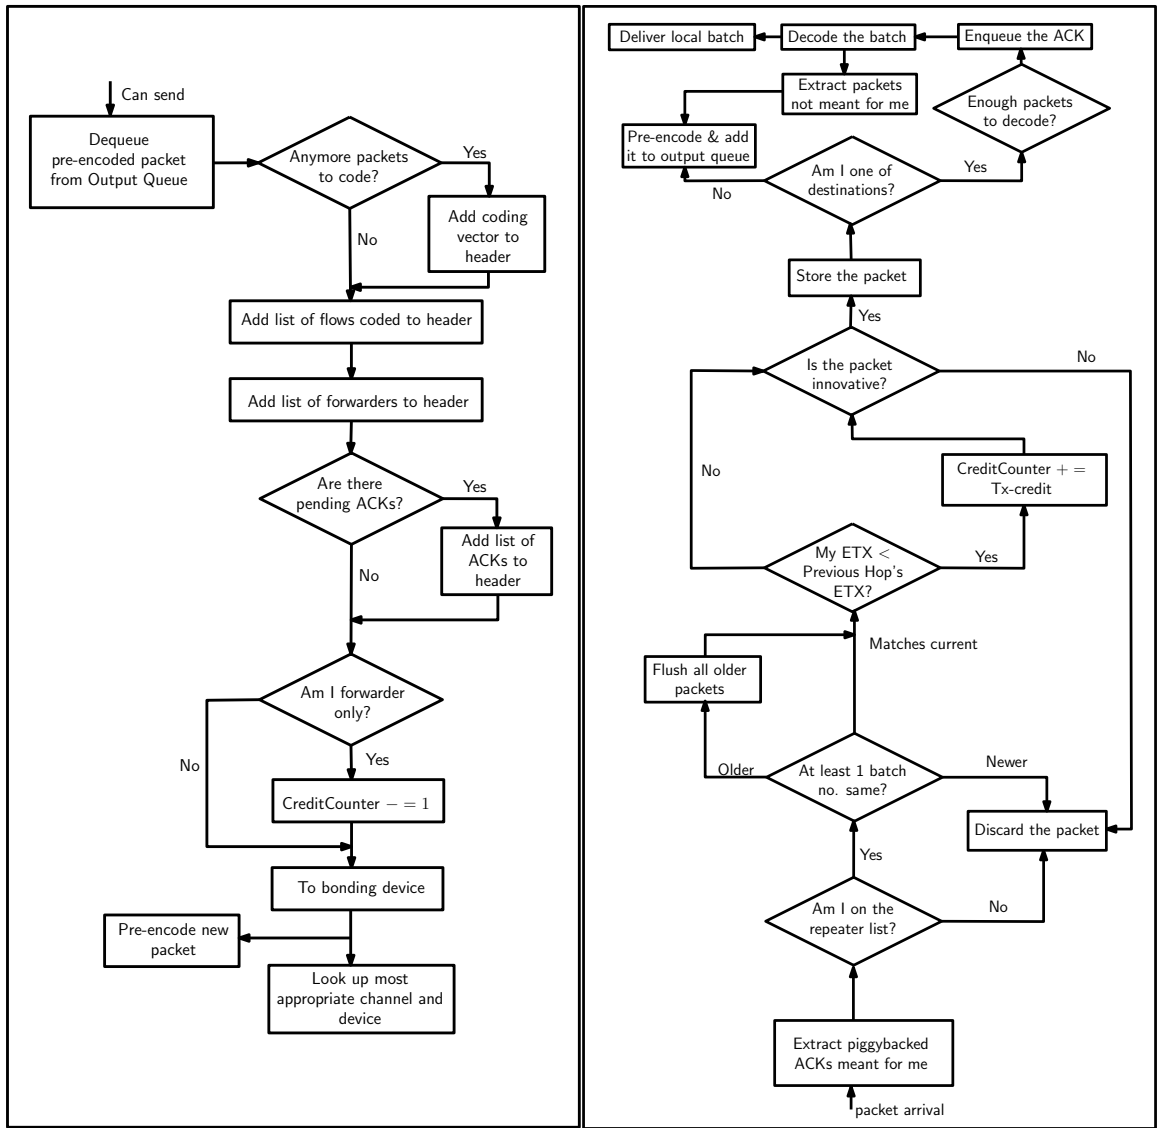 Can send
Dequeue
pre-encoded packet
from Output Queue
Anymore packets
to code?
Yes
Add coding
vector to
header
No
Add list of flows coded to header
Add list of forwarders to header
Are there
pending ACKs?
Yes
Add list of
ACKs to
header
No
Am I forwarder
only?
No
Yes
CreditCounter − = 1
To bonding device
Pre-encode new
packet
Look up most
appropriate channel and
device
Deliver local batch
Decode the batch
Enqueue the ACK
Extract packets
not meant for me
Enough packets
to decode?
Pre-encode & add
it to output queue
Am I one of
destinations?
No
Yes
Store the packet
Yes
Is the packet
innovative?
No
No
CreditCounter + =
Tx-credit
My ETX <
Previous Hop's
ETX?
Yes
Matches current
Flush all older
packets
Older
At least 1 batch
no. same?
Newer
Discard the packet
Yes
Am I on the
repeater list?
No
Extract piggybacked
ACKs meant for me
packet arrival